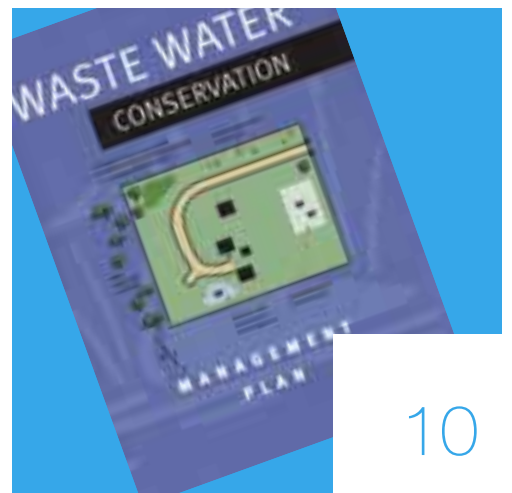 WASTE WATER
CONSERVATION
MANAGEMENT
PLAN
10